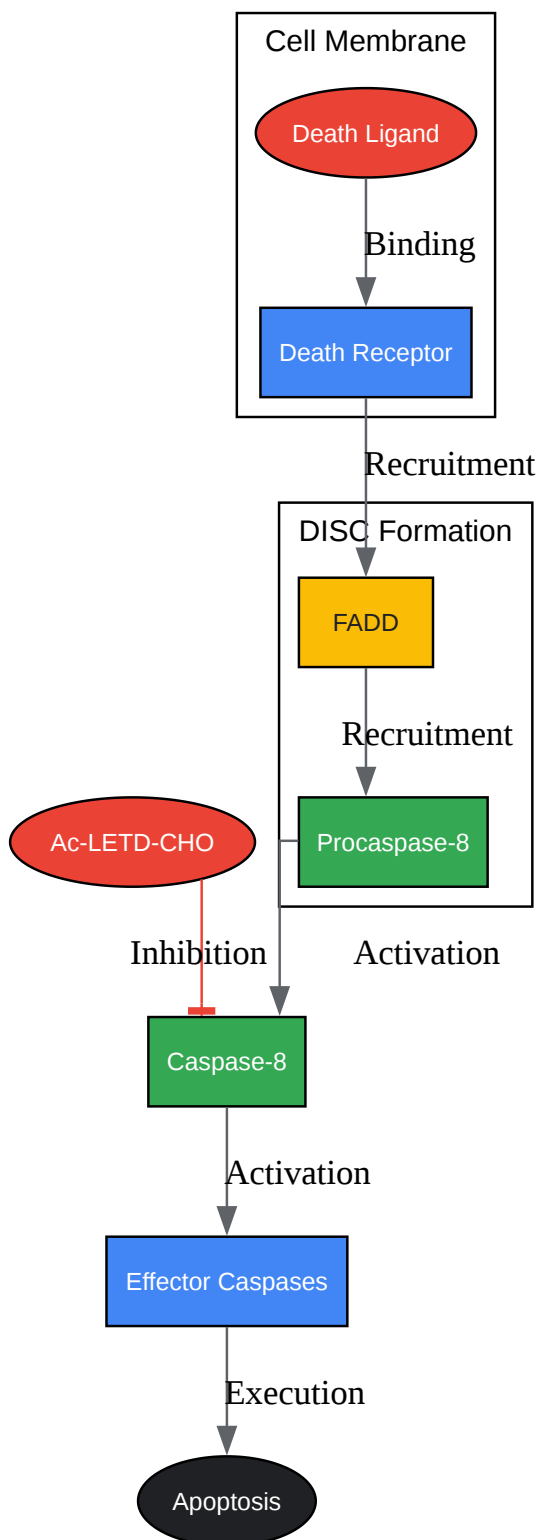 Cell Membrane
Death Ligand
Binding
Death Receptor
Recruitment
DISC Formation
FADD
Recruitment
Ac-LETD-CHO
Procaspase-8
Inhibition
Activation
Caspase-8
Activation
Effector Caspases
Execution
Apoptosis